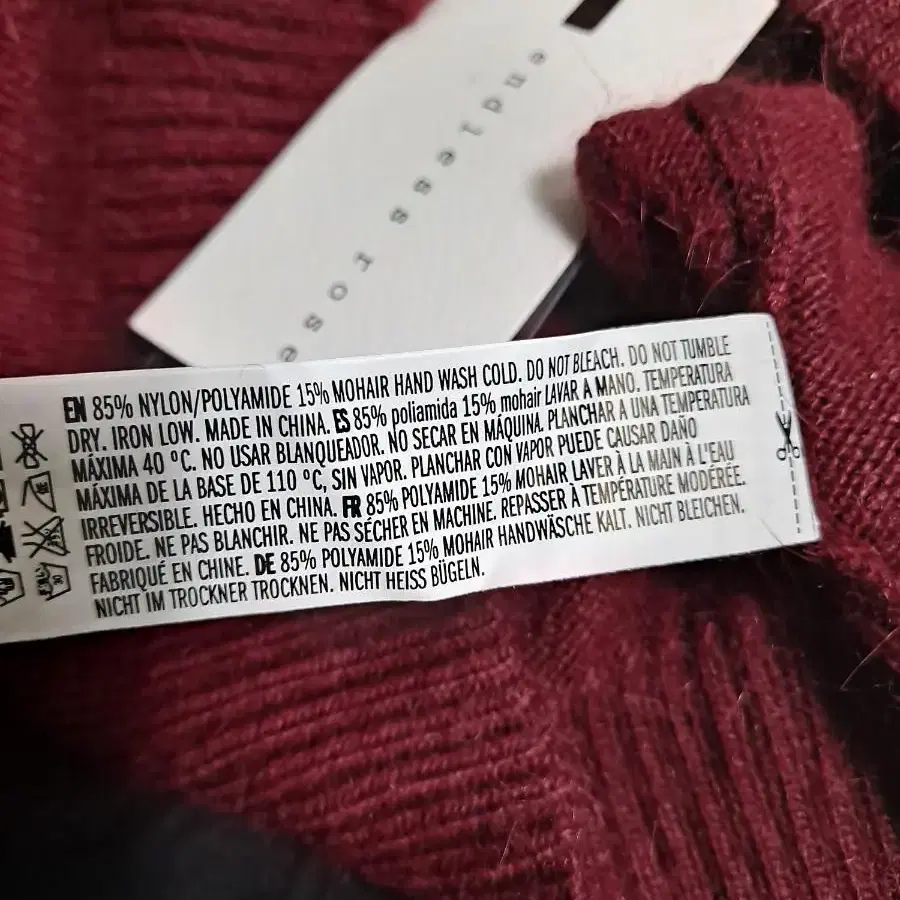 endless rose
EN 85% NYLON/POLYAMIDE 15% MOHAIR HAND WASH COLD. DO NOT BLEACH. DO NOT TUMBLE
DRY. IRON LOW. MADE IN CHINA. ES 85% poliamida 15% mohair LAVAR A MANO. TEMPERATURA
MÁXIMA 40 ºC. NO USAR BLANQUEADOR. NO SECAR EN MÁQUINA. PLANCHAR A UNA TEMPERATURA
MÁXIMA DE LA BASE DE 110 ºC, SIN VAPOR. PLANCHAR CON VAPOR PUEDE CAUSAR DAÑO
IRREVERSIBLE. HECHO EN CHINA. FR 85% POLYAMIDE 15% MOHAIR LAVER À LA MAIN À L'EAU
FROIDE. NE PAS BLANCHIR. NE PAS SÉCHER EN MACHINE. REPASSER À TEMPÉRATURE MODÉRÉE.
FABRIQUÉ EN CHINE. DE 85% POLYAMIDE 15% MOHAIR HANDWÄSCHE KALT. NICHT BLEICHEN.
NICHT IM TROCKNER TROCKNEN. NICHT HEISS BÜGELN.